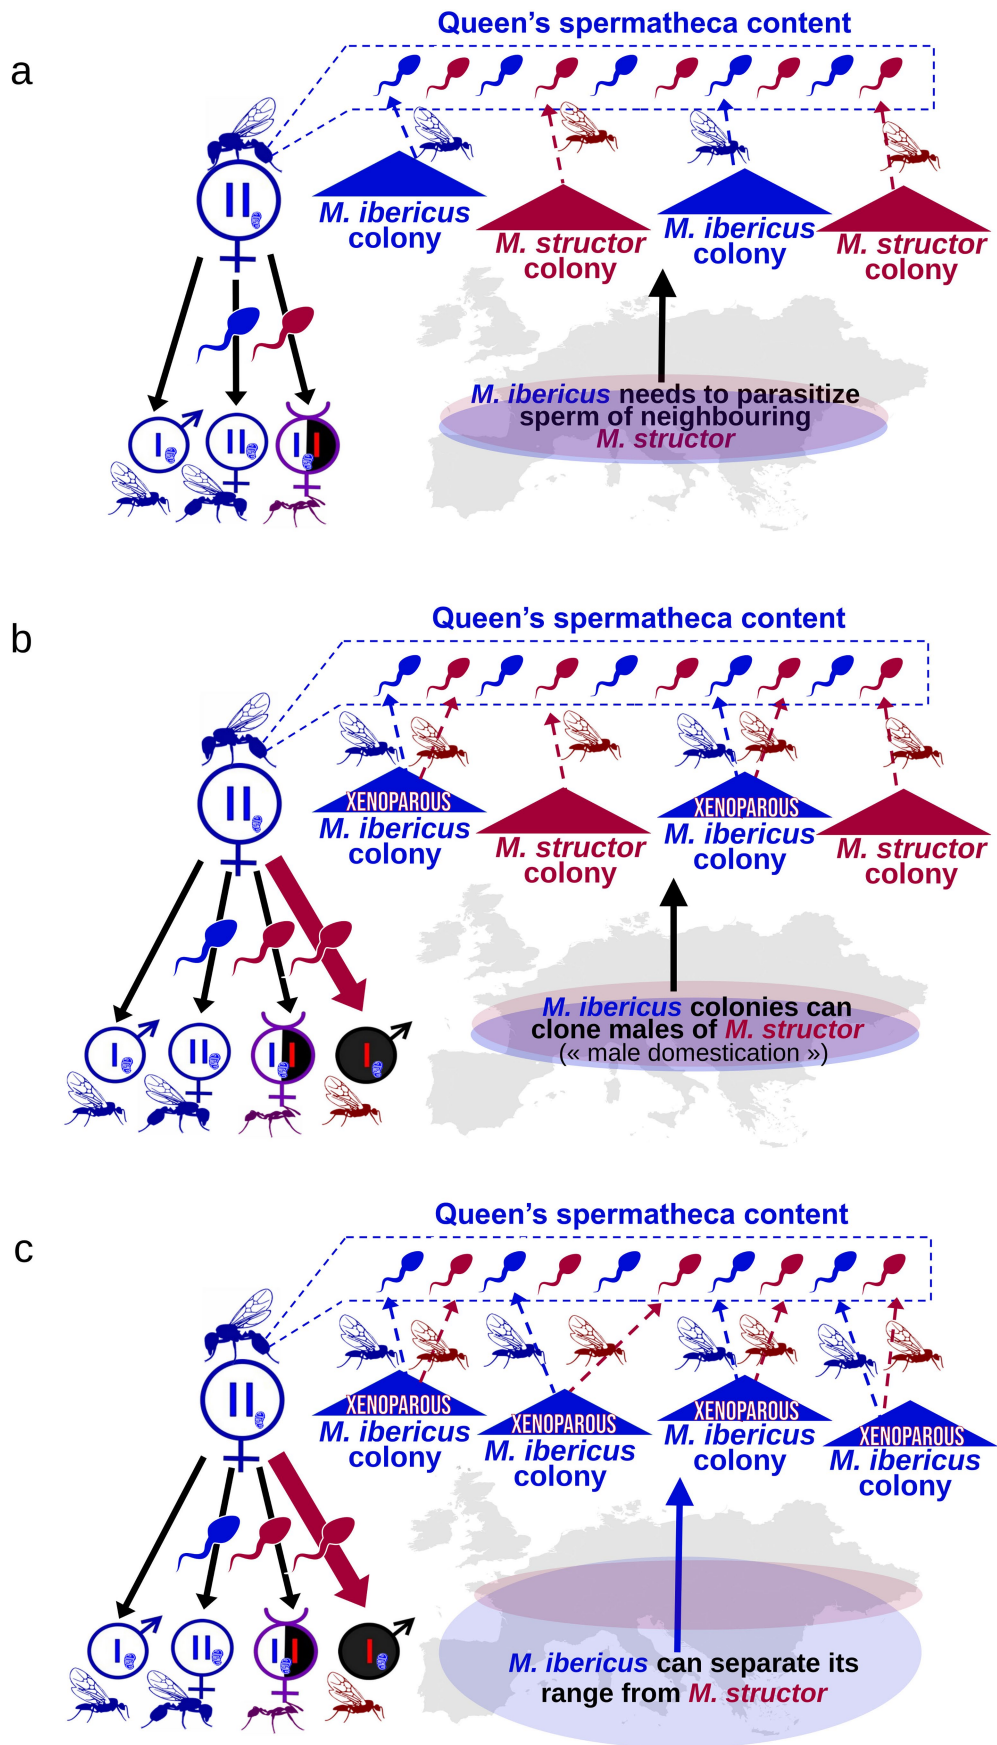 a
Queen’s spermatheca content
M. ibericus
colony
M. structor
colony
M. ibericus
colony
M. structor
colony
II
I
II
I I
M. ibericus needs to parasitize
sperm of neighbouring
M. structor
b
Queen’s spermatheca content
XENOPAROUS
M. ibericus
colony
M. structor
colony
XENOPAROUS
M. ibericus
colony
M. structor
colony
II
I
II
I I
I
M. ibericus colonies can
clone males of M. structor
(« male domestication »)
c
Queen’s spermatheca content
XENOPAROUS
M. ibericus
colony
XENOPAROUS
M. ibericus
colony
XENOPAROUS
M. ibericus
colony
XENOPAROUS
M. ibericus
colony
II
I
II
I I
I
M. ibericus can separate its
range from M. structor